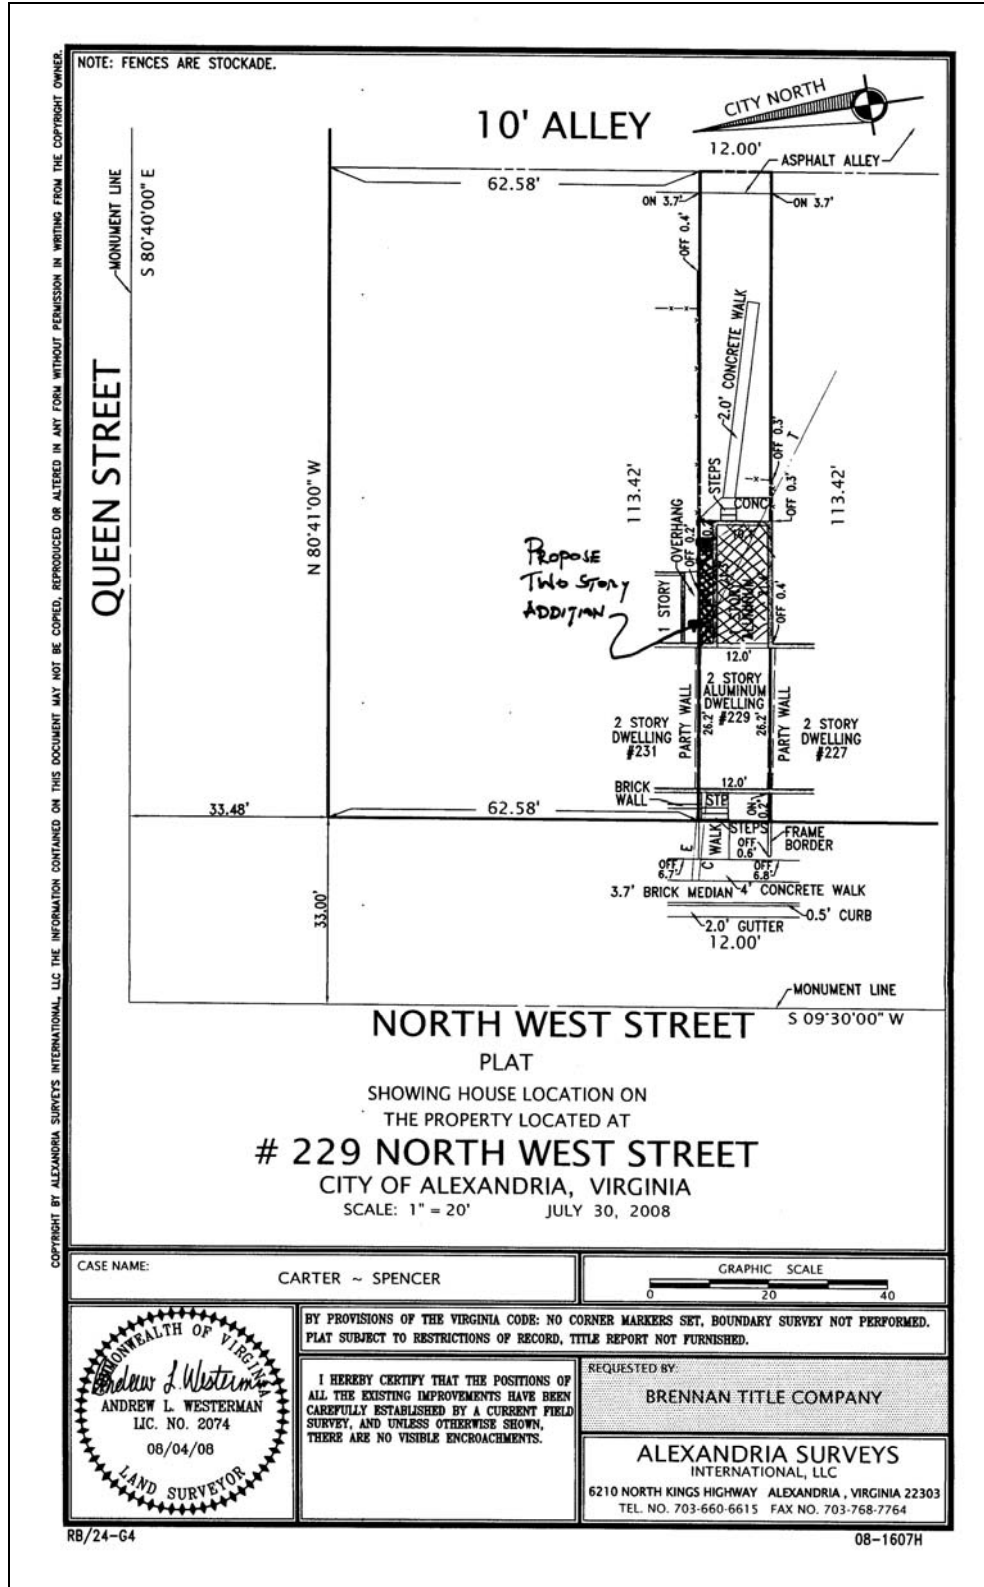 NOTE: FENCES ARE STOCKADE.
COPYRIGHT BY ALEXANDRIA SURVEYS INTERNATIONAL, LLC THE INFORMATION CONTAINED ON THIS DOCUMENT MAY NOT BE COPIED, REPRODUCED OR ALTERED IN ANY FORM WITHOUT PERMISSION IN WRITING FROM THE COPYRIGHT OWNER.
10' ALLEY
CITY NORTH
12.00'
ASPHALT ALLEY
62.58'
ON 3.7'
ON 3.7'
MONUMENT LINE
S 80°40'00" E
OFF 0.4'
2.0' CONCRETE WALK
QUEEN STREET
N 80°41'00" W
113.42'
113.42'
STEPS
OFF 0.3'
OFF 0.3'
CONC
OVERHANG
OFF 0.2'
PROPOSE
TWO STORY
ADDITION
1 STORY
ALUMINUM
OFF 0.4'
12.0'
2 STORY
ALUMINUM
DWELLING
#229
26.2'
26.2'
PARTY WALL
PARTY WALL
2 STORY
DWELLING
#231
2 STORY
DWELLING
#227
BRICK
WALL
12.0'
STP
ON
0.2'
33.48'
62.58'
STEPS
FRAME
BORDER
OFF
0.6'
E
C WALK
OFF
6.7'
OFF
6.8'
3.7' BRICK MEDIAN
4' CONCRETE WALK
0.5' CURB
2.0' GUTTER
12.00'
33.00'
MONUMENT LINE
S 09°30'00" W
NORTH WEST STREET
PLAT
SHOWING HOUSE LOCATION ON
THE PROPERTY LOCATED AT
# 229 NORTH WEST STREET
CITY OF ALEXANDRIA, VIRGINIA
SCALE: 1" = 20' JULY 30, 2008
CASE NAME:
CARTER ~ SPENCER
GRAPHIC SCALE
0 20 40
COMMONWEALTH OF VIRGINIA
Andrew L. Westerman
ANDREW L. WESTERMAN
LIC. NO. 2074
08/04/08
LAND SURVEYOR
BY PROVISIONS OF THE VIRGINIA CODE: NO CORNER MARKERS SET, BOUNDARY SURVEY NOT PERFORMED.
PLAT SUBJECT TO RESTRICTIONS OF RECORD, TITLE REPORT NOT FURNISHED.
I HEREBY CERTIFY THAT THE POSITIONS OF
ALL THE EXISTING IMPROVEMENTS HAVE BEEN
CAREFULLY ESTABLISHED BY A CURRENT FIELD
SURVEY, AND UNLESS OTHERWISE SHOWN,
THERE ARE NO VISIBLE ENCROACHMENTS.
REQUESTED BY:
BRENNAN TITLE COMPANY
ALEXANDRIA SURVEYS
INTERNATIONAL, LLC
6210 NORTH KINGS HIGHWAY ALEXANDRIA , VIRGINIA 22303
TEL. NO. 703-660-6615 FAX NO. 703-768-7764
RB/24-G4
08-1607H